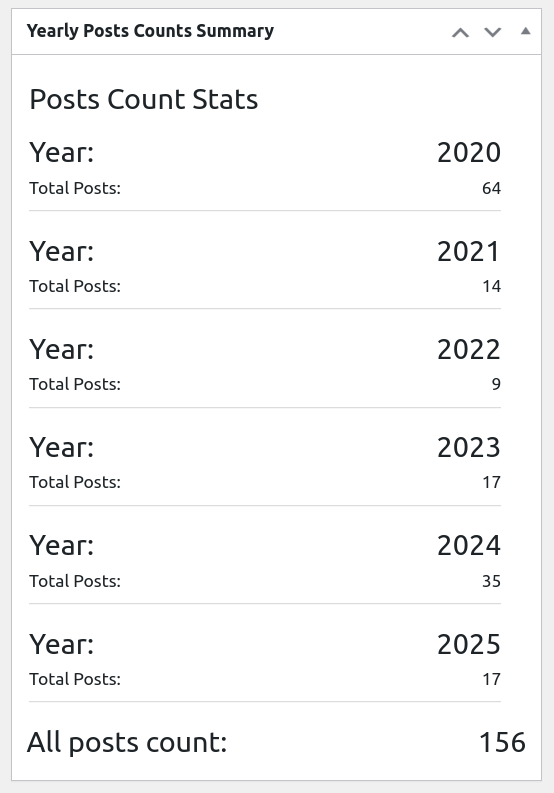 Yearly Posts Counts Summary
Posts Count Stats
Year: 2020
Total Posts: 64
Year: 2021
Total Posts: 14
Year: 2022
Total Posts: 9
Year: 2023
Total Posts: 17
Year: 2024
Total Posts: 35
Year: 2025
Total Posts: 17
All posts count: 156